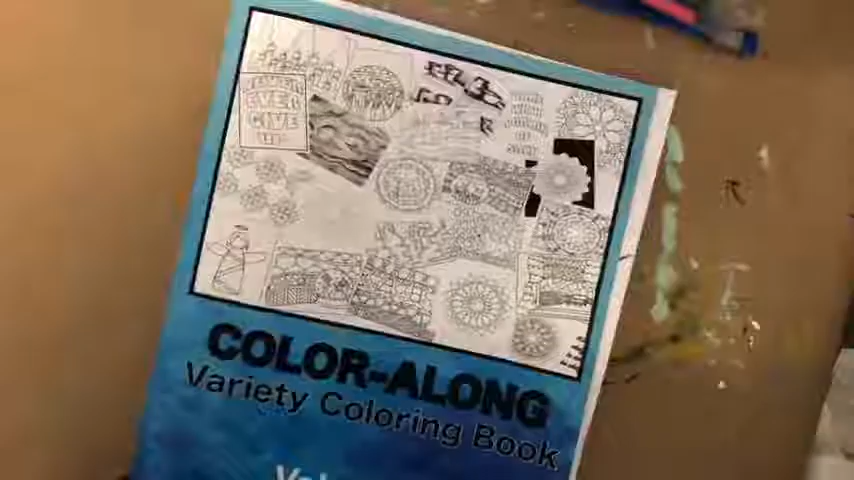 NEVER
EVER
GIVE
UP
COLOR-ALONG
Variety Coloring Book